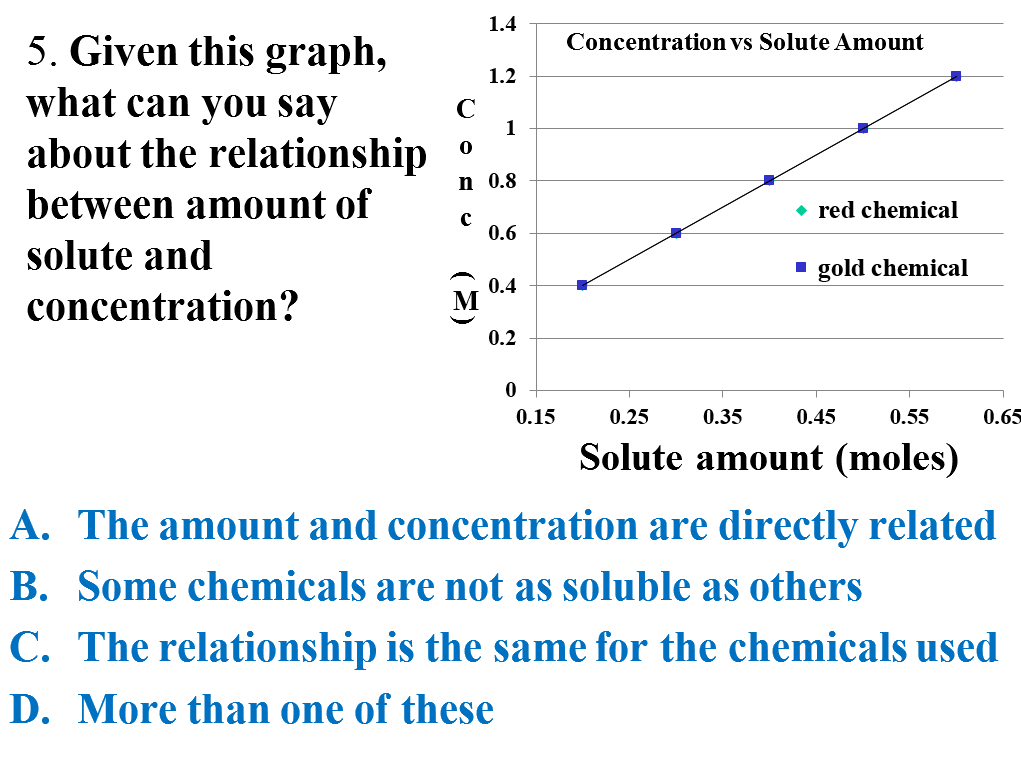 5. Given this graph,
what can you say
about the relationship
between amount of
solute and
concentration?
Concentration vs Solute Amount
Conc (M)
1.4
1.2
1
0.8
0.6
0.4
0.2
0
0.15 0.25 0.35 0.45 0.55 0.65
red chemical
gold chemical
Solute amount (moles)
A. The amount and concentration are directly related
B. Some chemicals are not as soluble as others
C. The relationship is the same for the chemicals used
D. More than one of these